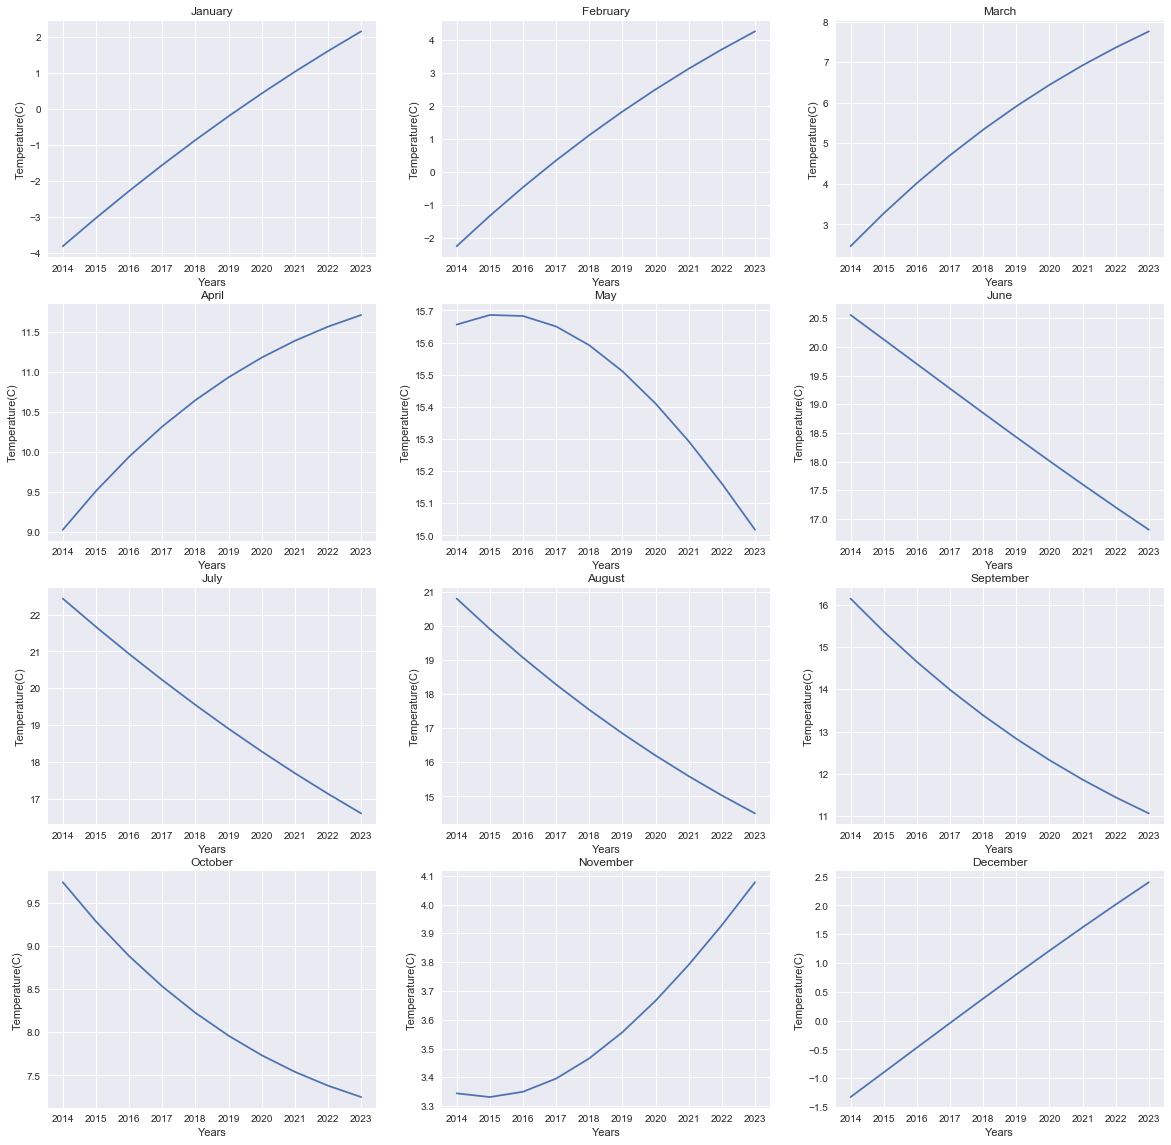 January February March
2 4 8
1 3 7
0 2 6
−1 1 5
−2 0 4
−3 −1 3
−4 −2
Temperature(C) Temperature(C) Temperature(C)
2014 2015 2016 2017 2018 2019 2020 2021 2022 2023 2014 2015 2016 2017 2018 2019 2020 2021 2022 2023 2014 2015 2016 2017 2018 2019 2020 2021 2022 2023
Years Years Years
April May June
11.5 15.7 20.5
11.0 15.6 20.0
10.5 15.5 19.5
10.0 15.4 19.0
9.5 15.3 18.5
9.0 15.2 18.0
15.1 17.5
15.0 17.0
Temperature(C) Temperature(C) Temperature(C)
2014 2015 2016 2017 2018 2019 2020 2021 2022 2023 2014 2015 2016 2017 2018 2019 2020 2021 2022 2023 2014 2015 2016 2017 2018 2019 2020 2021 2022 2023
Years Years Years
July August September
22 21 16
21 20 15
20 19 14
19 18 13
18 17 12
17 16 11
15
Temperature(C) Temperature(C) Temperature(C)
2014 2015 2016 2017 2018 2019 2020 2021 2022 2023 2014 2015 2016 2017 2018 2019 2020 2021 2022 2023 2014 2015 2016 2017 2018 2019 2020 2021 2022 2023
Years Years Years
October November December
9.5 4.1 2.5
9.0 4.0 2.0
8.5 3.9 1.5
8.0 3.8 1.0
7.5 3.7 0.5
3.6 0.0
3.5 −0.5
3.4 −1.0
3.3 −1.5
Temperature(C) Temperature(C) Temperature(C)
2014 2015 2016 2017 2018 2019 2020 2021 2022 2023 2014 2015 2016 2017 2018 2019 2020 2021 2022 2023 2014 2015 2016 2017 2018 2019 2020 2021 2022 2023
Years Years Years